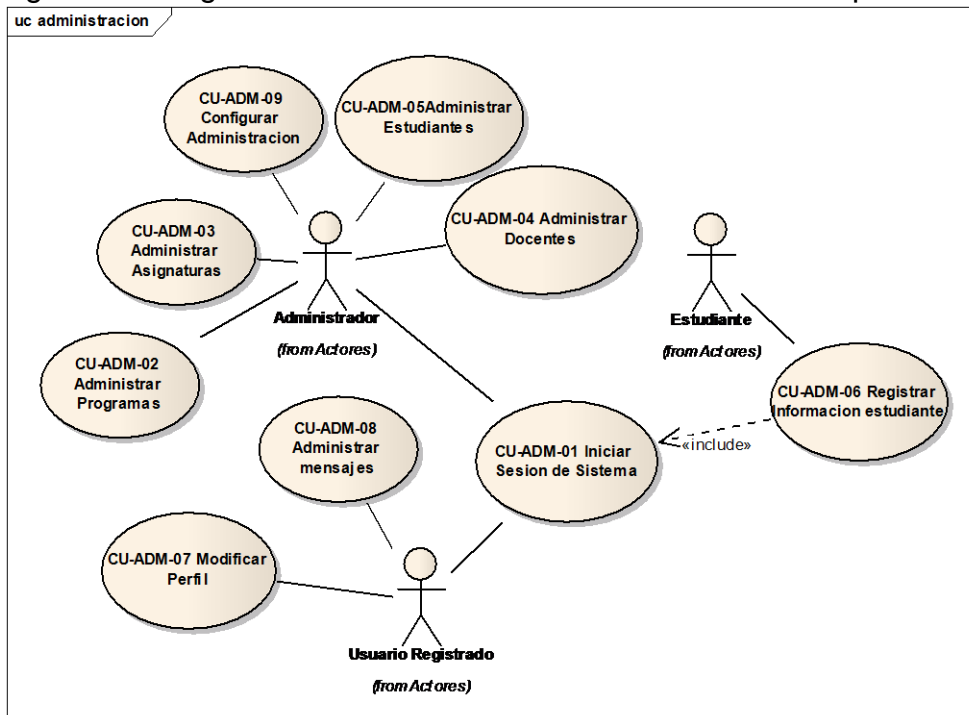 uc administracion
CU-ADM-09
Configurar
Administracion
CU-ADM-05Administrar
Estudiantes
CU-ADM-03
Administrar
Asignaturas
CU-ADM-04 Administrar
Docentes
Administrador
(from Actores)
Estudiante
(from Actores)
CU-ADM-02
Administrar
Programas
CU-ADM-06 Registrar
Informacion estudiante
CU-ADM-08
Administrar
mensajes
CU-ADM-01 Iniciar
Sesion de Sistema
«include»
CU-ADM-07 Modificar
Perfil
Usuario Registrado
(from Actores)